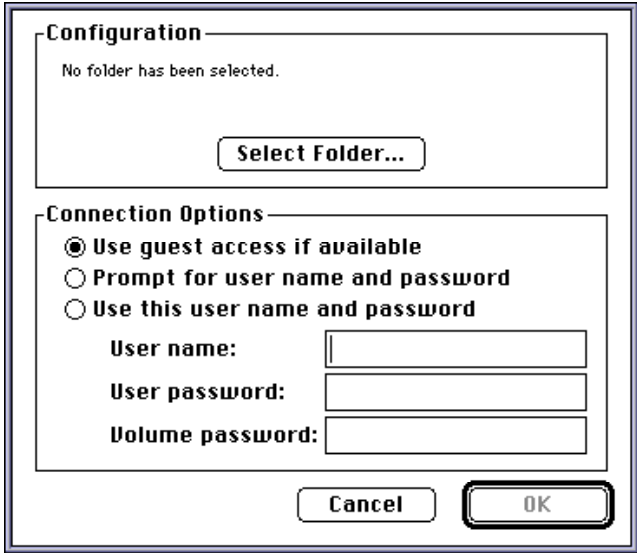 Configuration
No folder has been selected.
Select Folder...
Connection Options
Use guest access if available
Prompt for user name and password
Use this user name and password
User name:
User password:
Volume password:
Cancel
OK